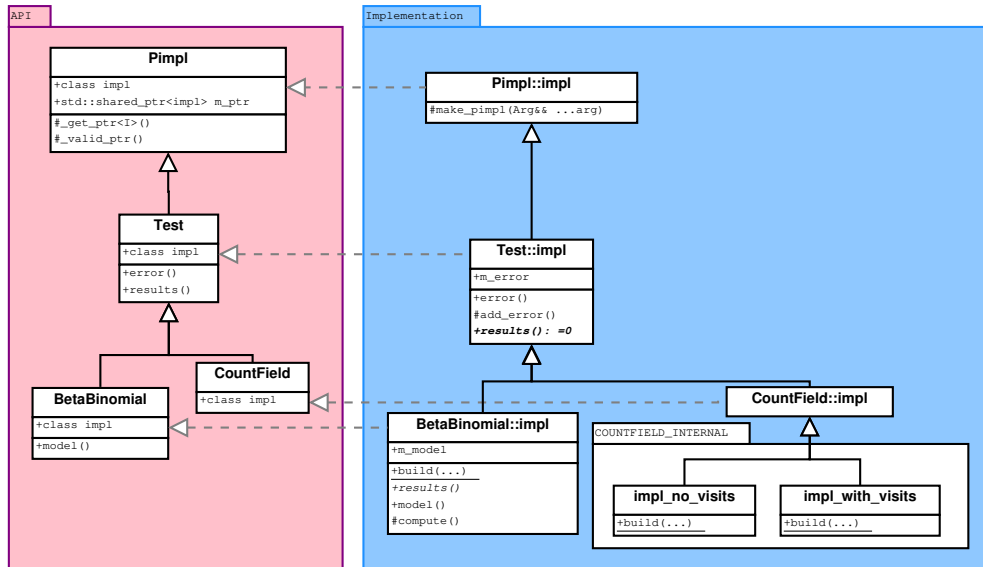 API
Pimpl
+class impl
+std::shared_ptr<impl> m_ptr
#_get_ptr<I>()
#_valid_ptr()
Test
+class impl
+error()
+results()
CountField
+class impl
BetaBinomial
+class impl
+model()
Implementation
Pimpl::impl
#make_pimpl(Arg&& ...arg)
Test::impl
+m_error
+error()
#add_error()
+results(): =0
CountField::impl
BetaBinomial::impl
+m_model
+build(...)
+results()
+model()
#compute()
COUNTFIELD_INTERNAL
impl_no_visits
+build(...)
impl_with_visits
+build(...)